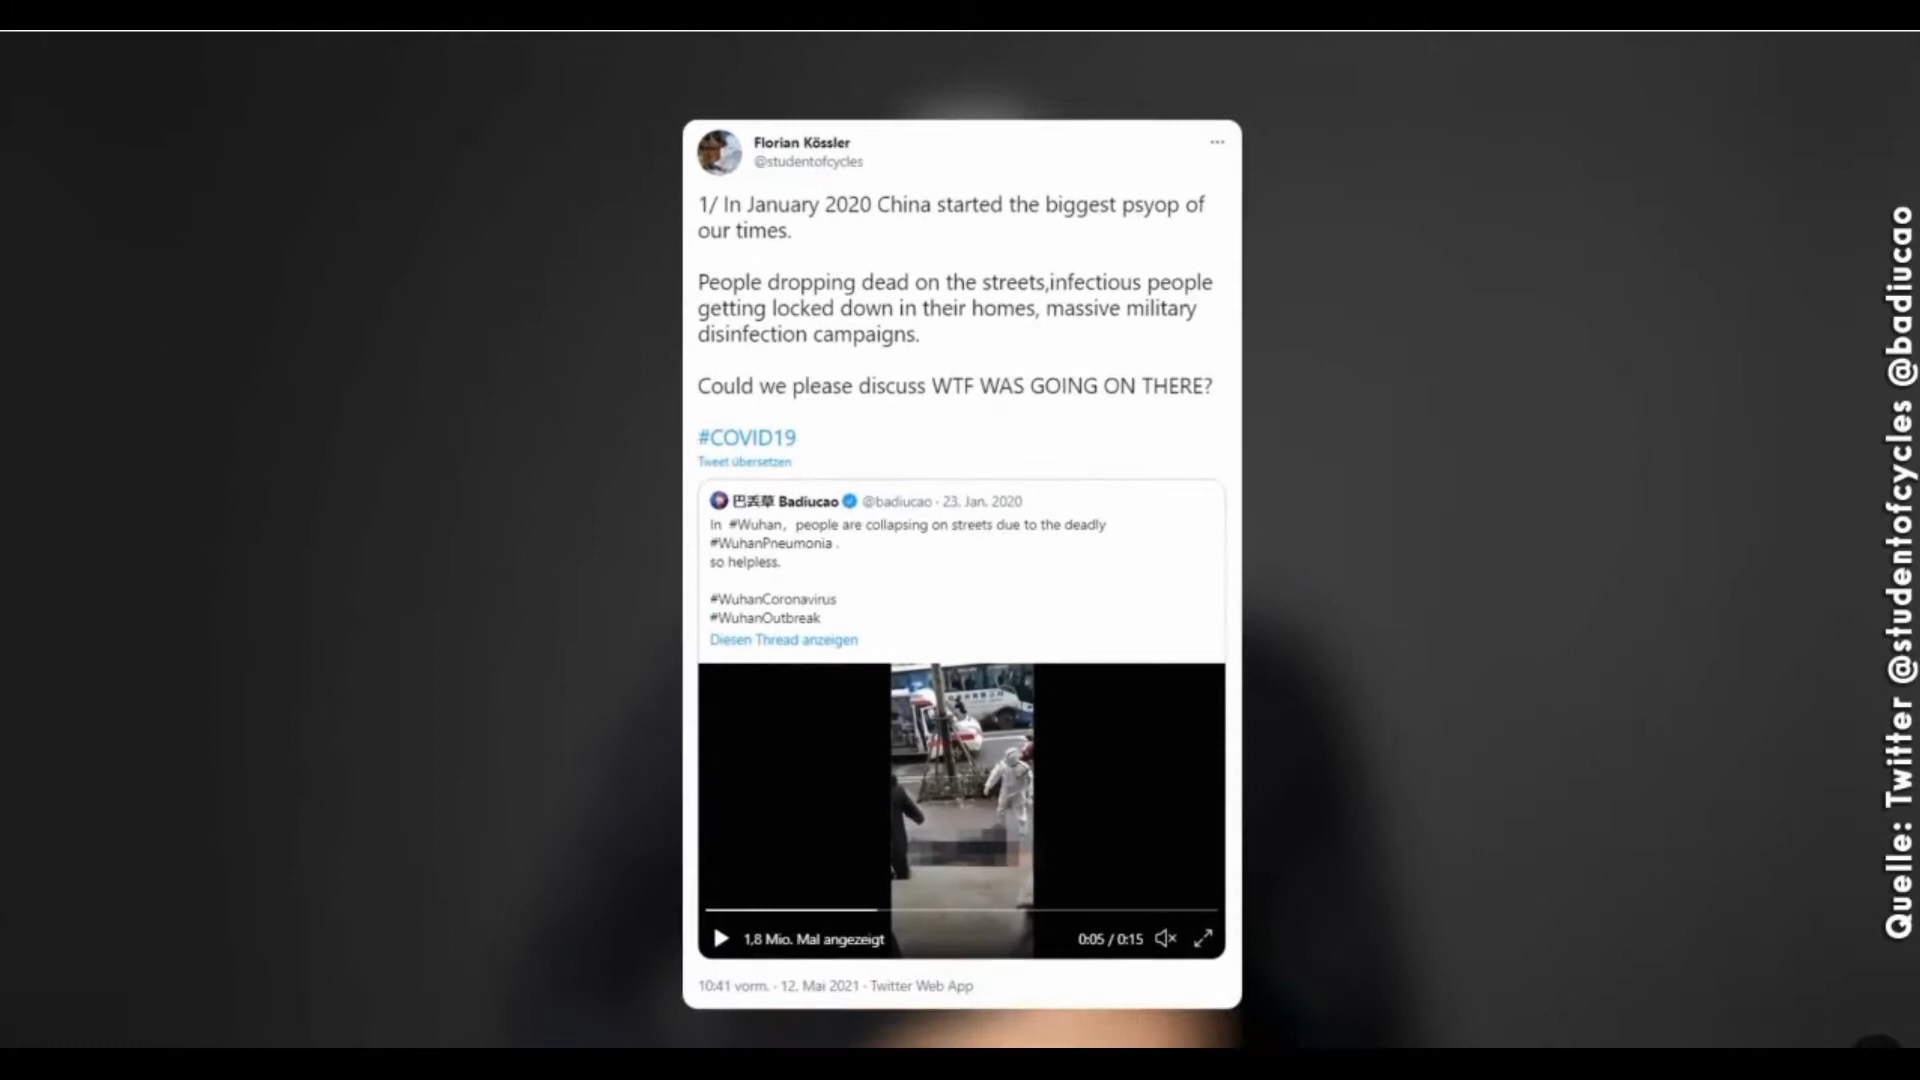 Florian Kössler
@studentofcycles
1/ In January 2020 China started the biggest psyop of
our times.
People dropping dead on the streets,infectious people
getting locked down in their homes, massive military
disinfection campaigns.
Could we please discuss WTF WAS GOING ON THERE?
#COVID19
Tweet übersetzen
巴丢草 Badiucao @badiucao · 23. Jan. 2020
In #Wuhan, people are collapsing on streets due to the deadly
#WuhanPneumonia .
so helpless.
#WuhanCoronavirus
#WuhanOutbreak
Diesen Thread anzeigen
1,8 Mio. Mal angezeigt
0:05 / 0:15
10:41 vorm. · 12. Mai 2021 · Twitter Web App
Quelle: Twitter @studentofcycles @badiucao